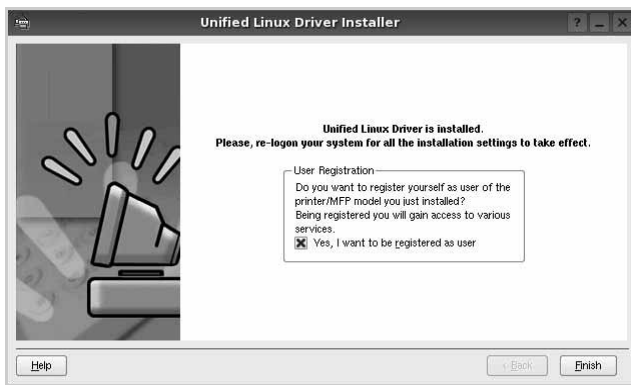 Unified Linux Driver Installer
Unified Linux Driver is installed.
Please, re-logon your system for all the installation settings to take effect.
User Registration
Do you want to register yourself as user of the
printer/MFP model you just installed?
Being registered you will gain access to various
services.
Yes, I want to be registered as user
Help
< Back
Finish